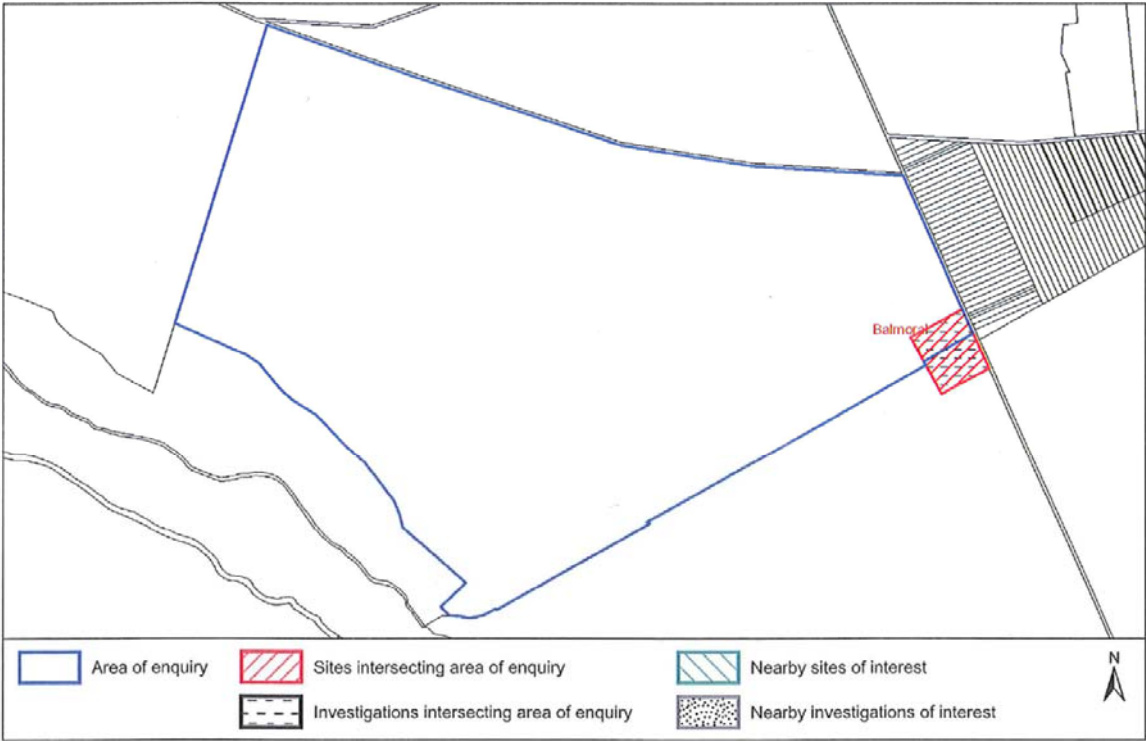 Balmoral
Area of enquiry
Sites intersecting area of enquiry
Nearby sites of interest
N
Investigations intersecting area of enquiry
Nearby investigations of interest